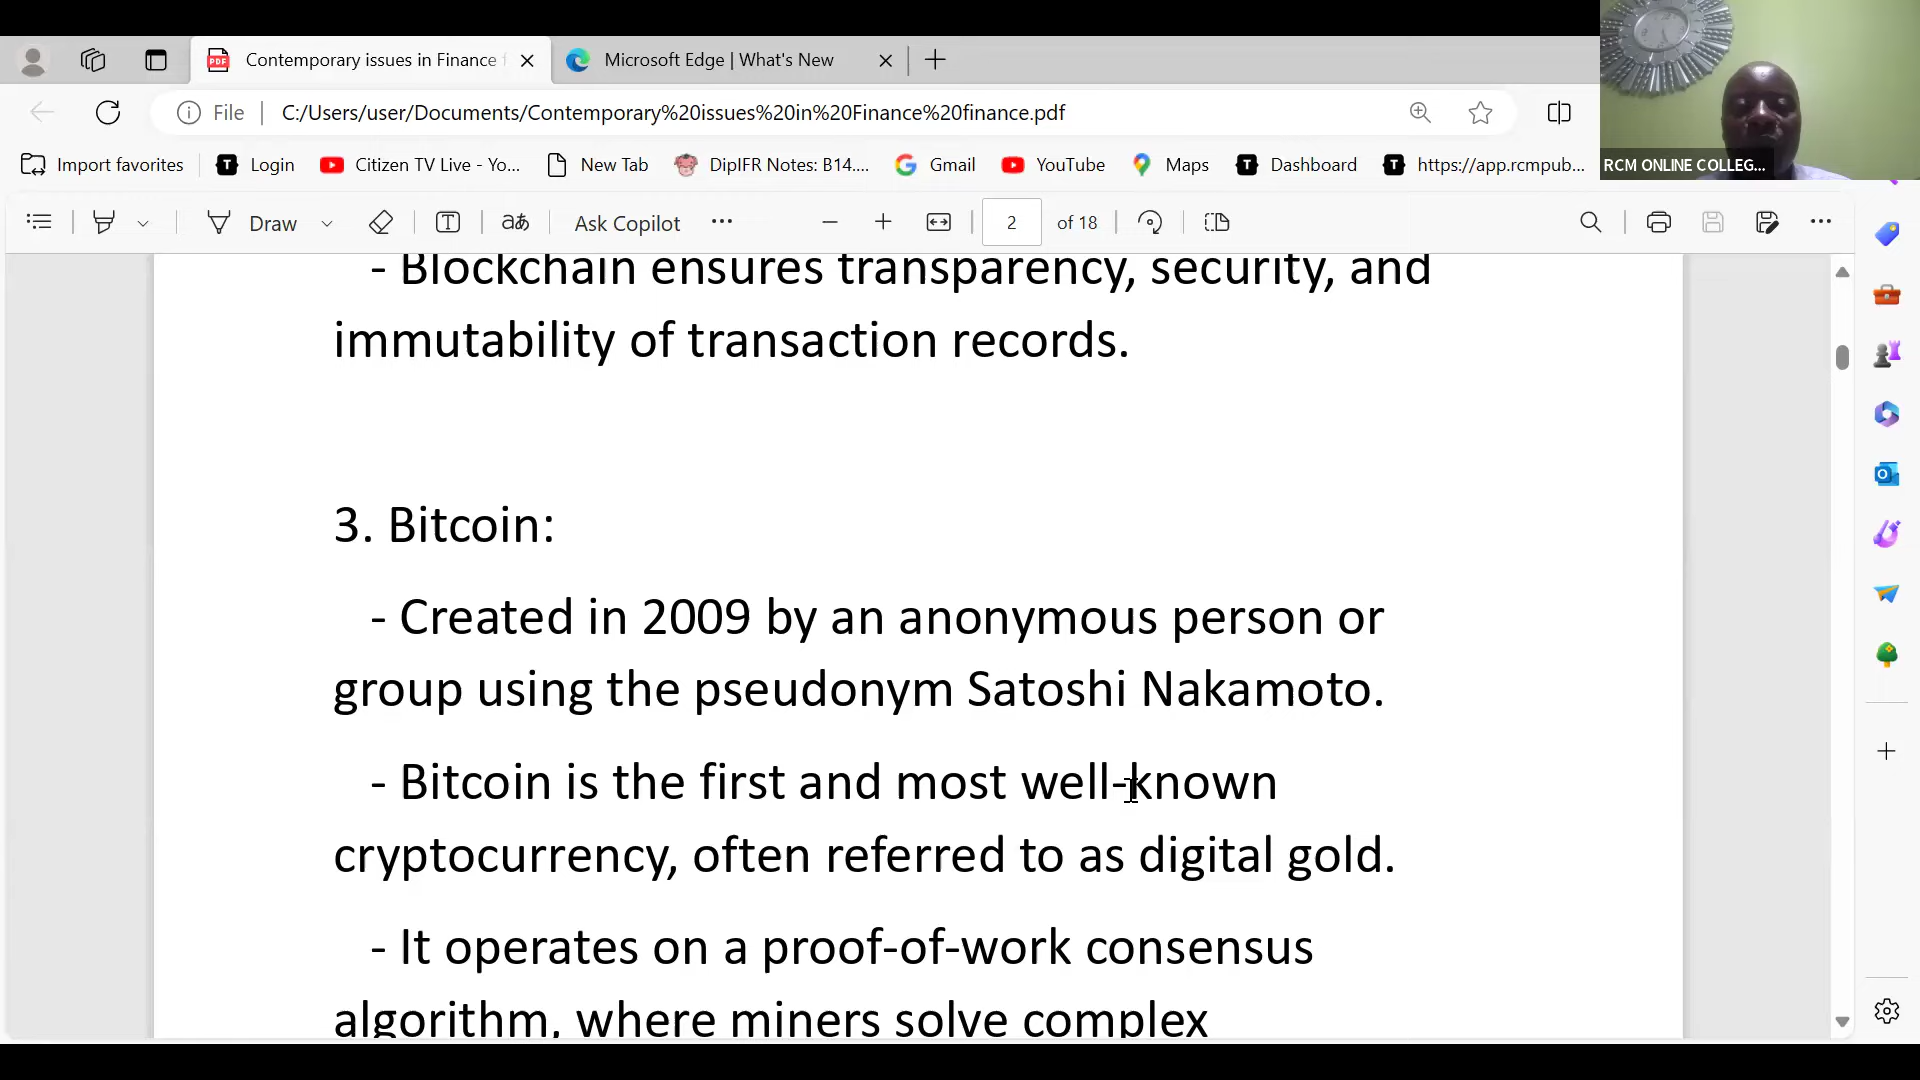 Contemporary issues in Finance f
Microsoft Edge | What's New
File
C:/Users/user/Documents/Contemporary%20issues%20in%20Finance%20finance.pdf
Import favorites
Login
Citizen TV Live - Yo...
New Tab
DipIFR Notes: B14....
Gmail
YouTube
Maps
Dashboard
https://app.rcmpub...
RCM ONLINE COLLEG...
Draw
Ask Copilot
2 of 18
- Blockchain ensures transparency, security, and
immutability of transaction records.
3. Bitcoin:
- Created in 2009 by an anonymous person or
group using the pseudonym Satoshi Nakamoto.
- Bitcoin is the first and most well-known
cryptocurrency, often referred to as digital gold.
- It operates on a proof-of-work consensus
algorithm, where miners solve complex